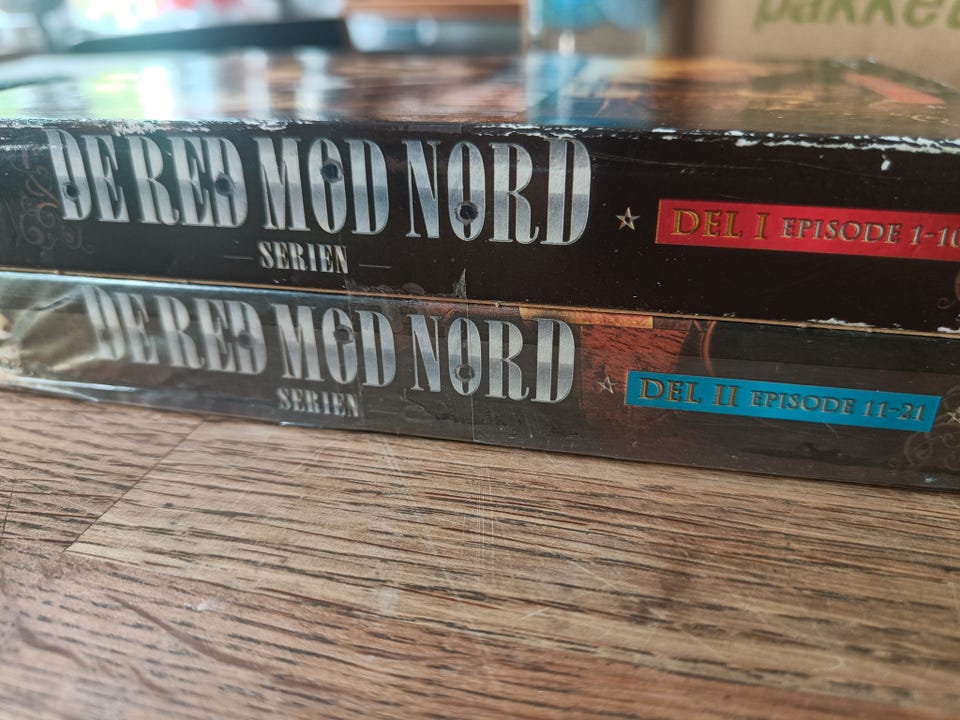 pakket
DE RED MOD NORD
SERIEN
DEL I EPISODE 1-10
DE RED MOD NORD
SERIEN
DEL II EPISODE 11-21